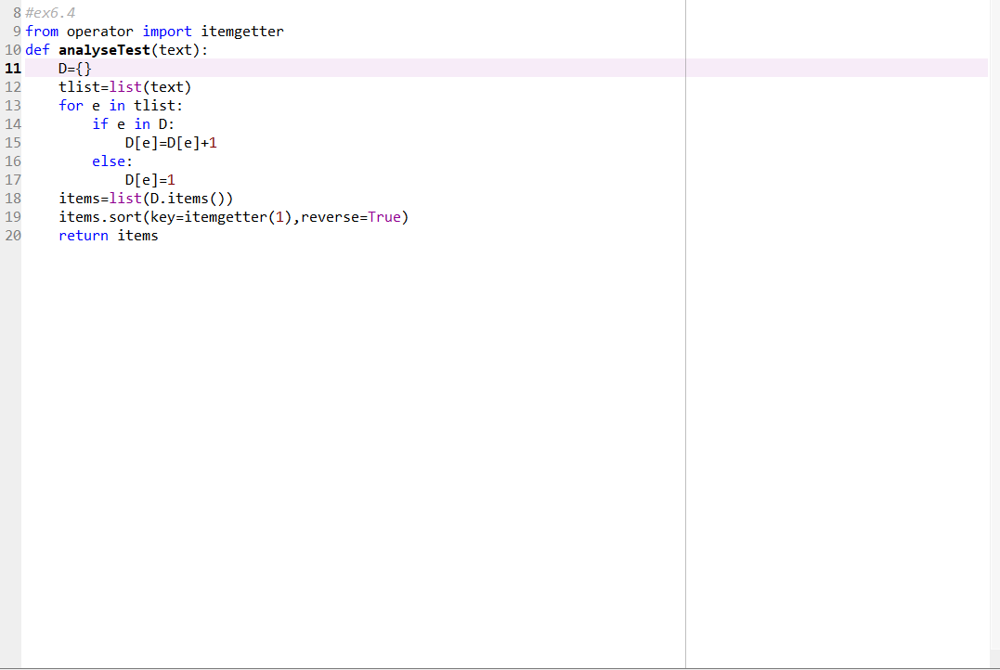 8 #ex6.4
9 from operator import itemgetter
10 def analyseTest(text):
11     D={}
12     tlist=list(text)
13     for e in tlist:
14         if e in D:
15             D[e]=D[e]+1
16         else:
17             D[e]=1
18     items=list(D.items())
19     items.sort(key=itemgetter(1),reverse=True)
20     return items